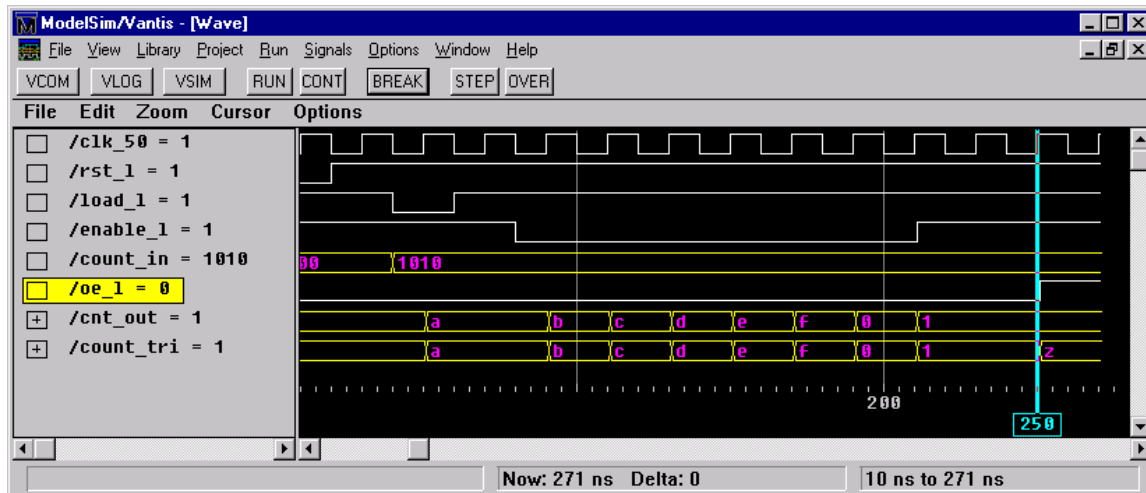 ModelSim/Vantis - [Wave]
File View Library Project Run Signals Options Window Help
VCOM VLOG VSIM RUN CONT BREAK STEP OVER
File Edit Zoom Cursor Options
/clk_50 = 1
/rst_l = 1
/load_l = 1
/enable_l = 1
/count_in = 1010 00 1010
/oe_l = 0
/cnt_out = 1 a b c d e f 0 1
/count_tri = 1 a b c d e f 0 1 z
200
250
Now: 271 ns Delta: 0 10 ns to 271 ns